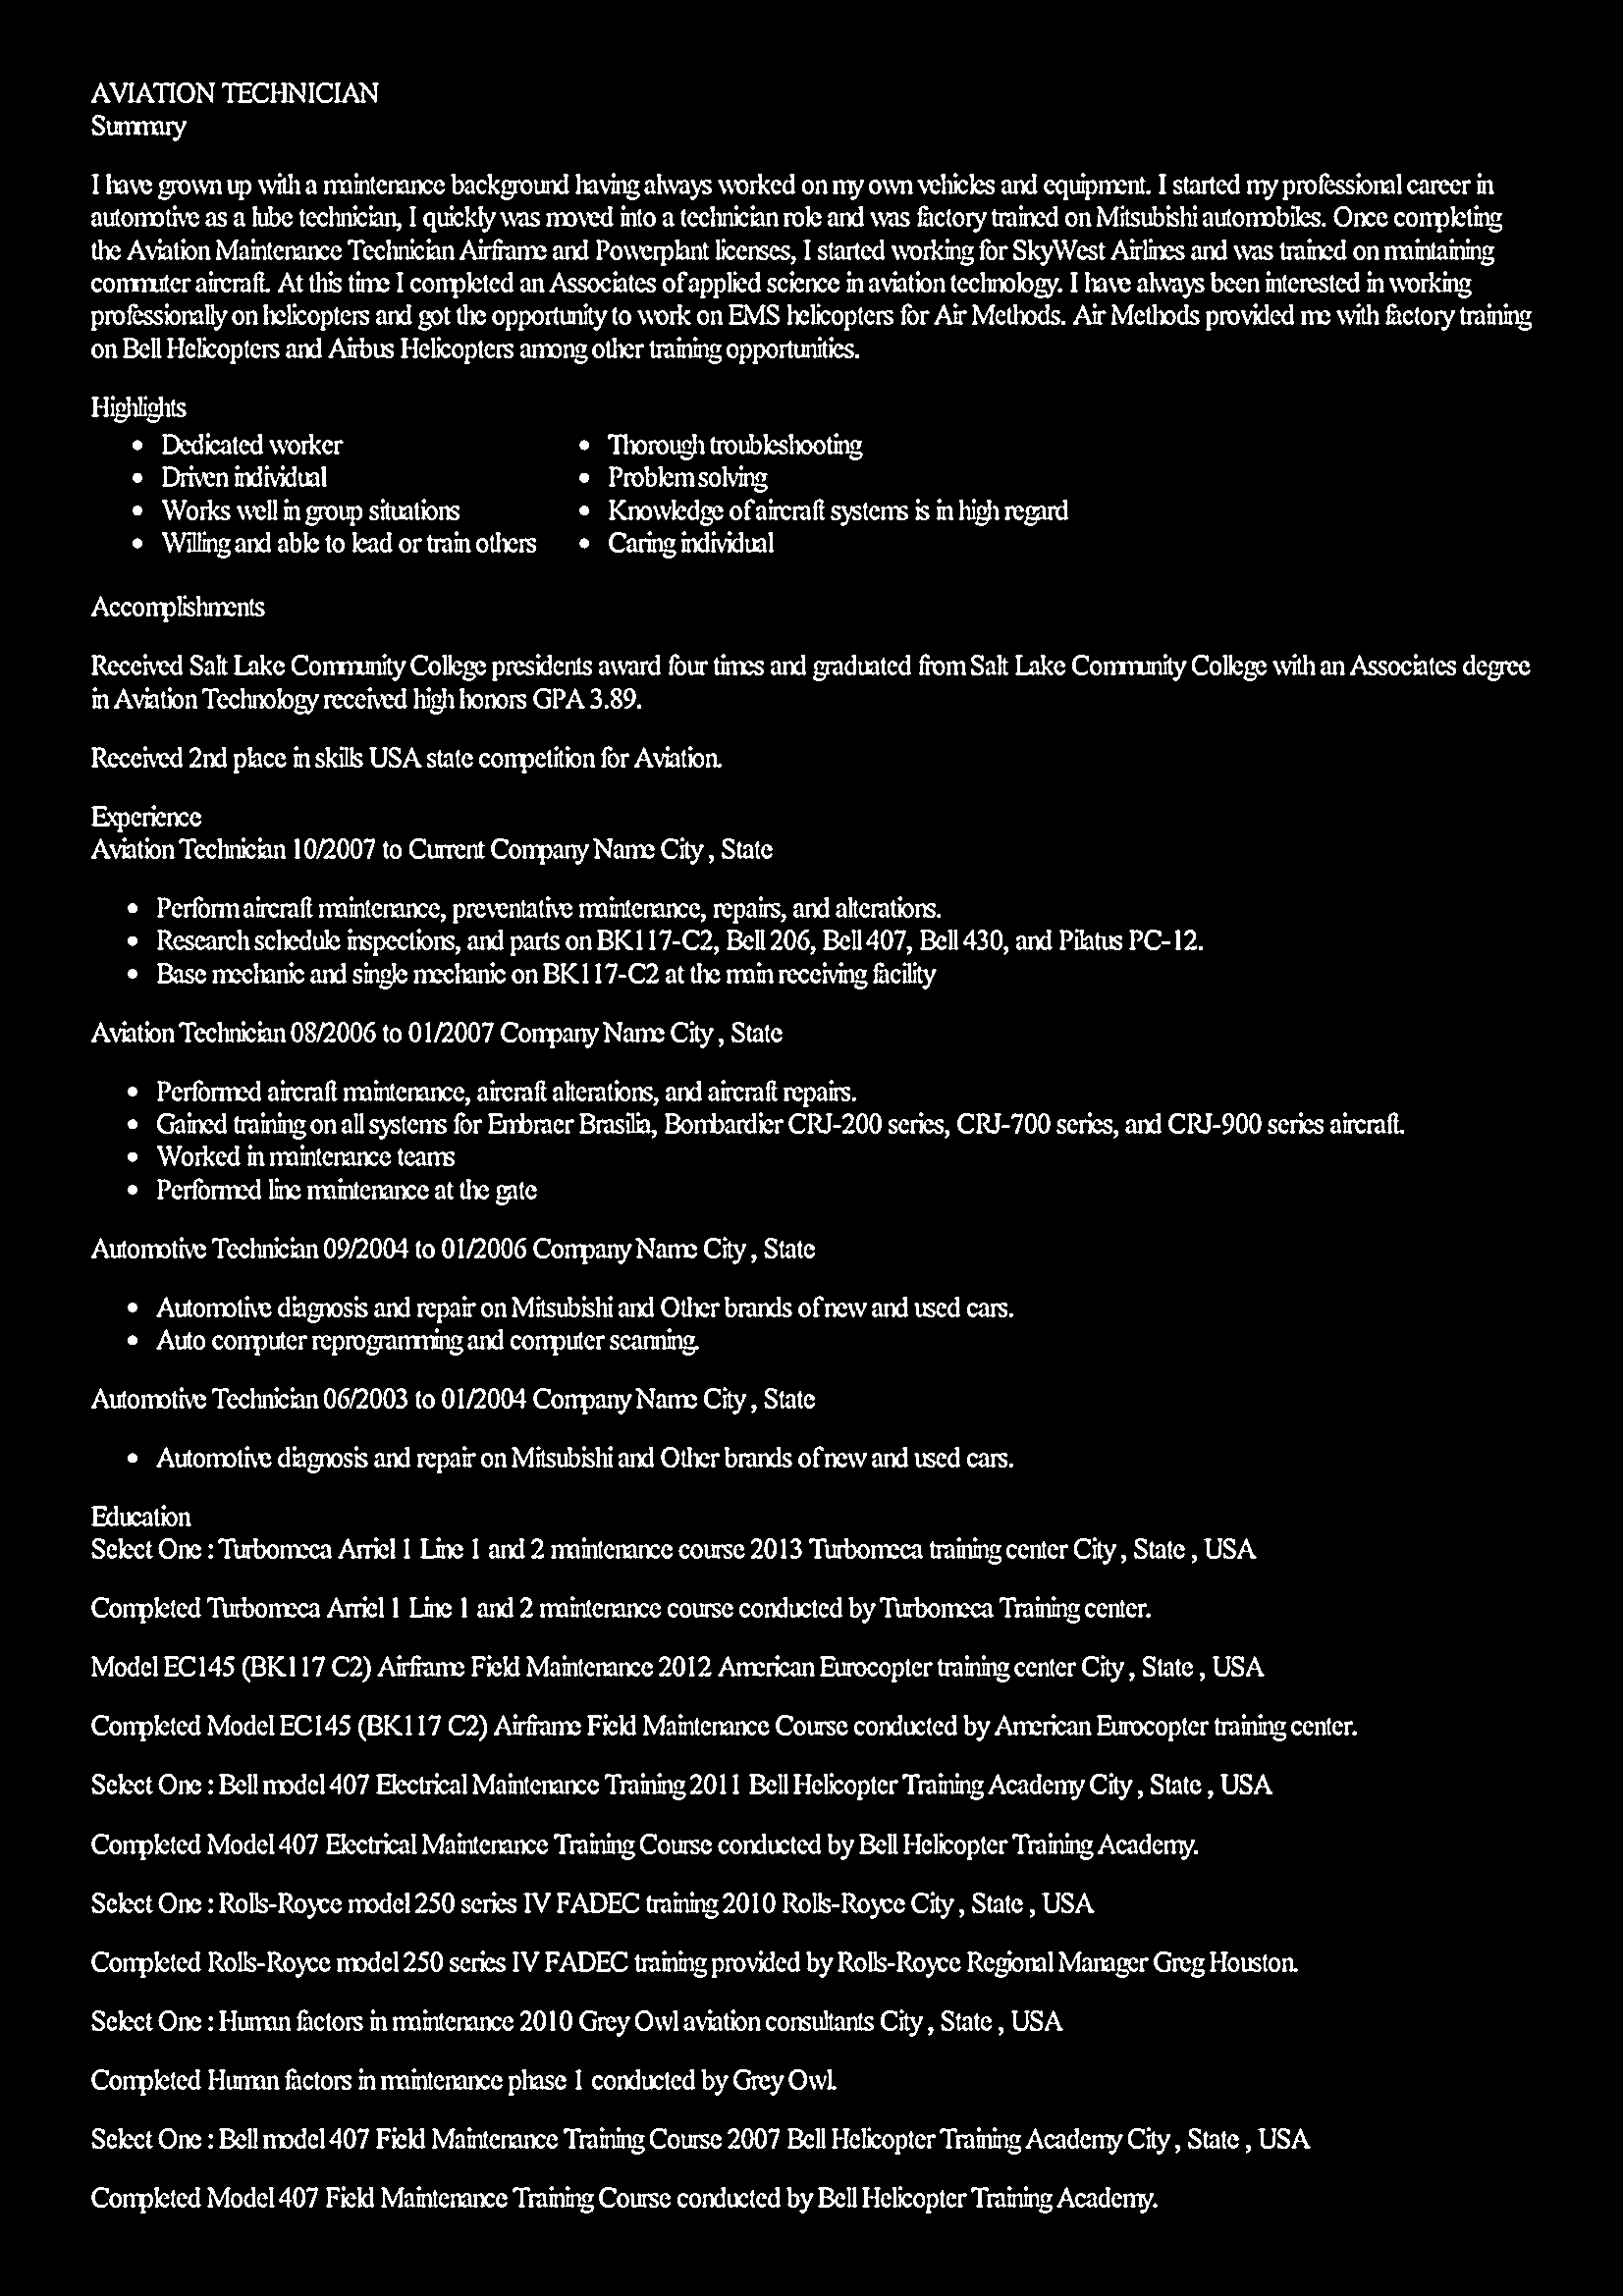 AVIATION TECHNICIAN
Summary
I have grown up with a maintenance background having always worked on my own vehicles and equipment. I started my professional career in
automotive as a lube technician, I quickly was moved into a technician role and was factory trained on Mitsubishi automobiles. Once completing
the Aviation Maintenance Technician Airframe and Powerplant licenses, I started working for SkyWest Airlines and was trained on maintaining
commuter aircraft. At this time I completed an Associates of applied science in aviation technology. I have always been interested in working
professionally on helicopters and got the opportunity to work on EMS helicopters for Air Methods. Air Methods provided me with factory training
on Bell Helicopters and Airbus Helicopters among other training opportunities.
Highlights
• Dedicated worker
• Driven individual
• Works well in group situations
• Willing and able to lead or train others
• Thorough troubleshooting
• Problem solving
• Knowledge of aircraft systems is in high regard
• Caring individual
Accomplishments
Received Salt Lake Community College presidents award four times and graduated from Salt Lake Community College with an Associates degree
in Aviation Technology received high honors GPA 3.89.
Received 2nd place in skills USA state competition for Aviation.
Experience
Aviation Technician 10/2007 to Current Company Name City , State
• Perform aircraft maintenance, preventative maintenance, repairs, and alterations.
• Research schedule inspections, and parts on BK117-C2, Bell 206, Bell 407, Bell 430, and Pilatus PC-12.
• Base mechanic and single mechanic on BK117-C2 at the main receiving facility
Aviation Technician 08/2006 to 01/2007 Company Name City , State
• Performed aircraft maintenance, aircraft alterations, and aircraft repairs.
• Gained training on all systems for Embraer Brasilia, Bombardier CRJ-200 series, CRJ-700 series, and CRJ-900 series aircraft.
• Worked in maintenance teams
• Performed line maintenance at the gate
Automotive Technician 09/2004 to 01/2006 Company Name City , State
• Automotive diagnosis and repair on Mitsubishi and Other brands of new and used cars.
• Auto computer reprogramming and computer scanning.
Automotive Technician 06/2003 to 01/2004 Company Name City , State
• Automotive diagnosis and repair on Mitsubishi and Other brands of new and used cars.
Education
Select One : Turbomeca Arriel 1 Line 1 and 2 maintenance course 2013 Turbomeca training center City , State , USA
Completed Turbomeca Arriel 1 Line 1 and 2 maintenance course conducted by Turbomeca Training center.
Model EC145 (BK117 C2) Airframe Field Maintenance 2012 American Eurocopter training center City , State , USA
Completed Model EC145 (BK117 C2) Airframe Field Maintenance Course conducted by American Eurocopter training center.
Select One : Bell model 407 Electrical Maintenance Training 2011 Bell Helicopter Training Academy City , State , USA
Completed Model 407 Electrical Maintenance Training Course conducted by Bell Helicopter Training Academy.
Select One : Rolls-Royce model 250 series IV FADEC training 2010 Rolls-Royce City , State , USA
Completed Rolls-Royce model 250 series IV FADEC training provided by Rolls-Royce Regional Manager Greg Houston.
Select One : Human factors in maintenance 2010 Grey Owl aviation consultants City , State , USA
Completed Human factors in maintenance phase 1 conducted by Grey Owl.
Select One : Bell model 407 Field Maintenance Training Course 2007 Bell Helicopter Training Academy City , State , USA
Completed Model 407 Field Maintenance Training Course conducted by Bell Helicopter Training Academy.